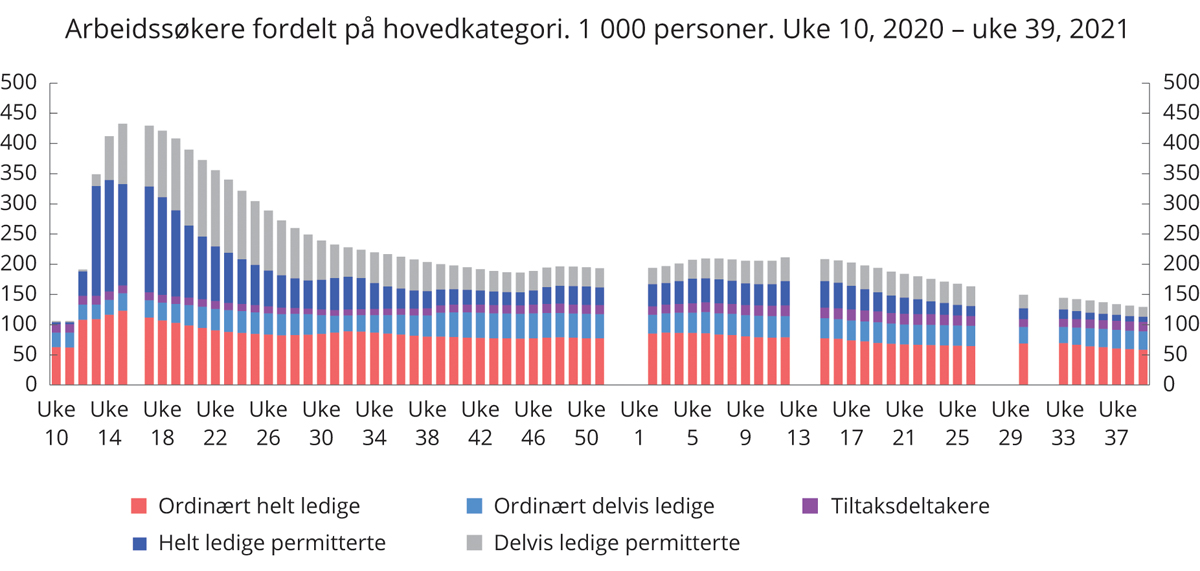 Arbeidssøkere fordelt på hovedkategori. 1 000 personer. Uke 10, 2020 – uke 39, 2021
500 500
450 450
400 400
350 350
300 300
250 250
200 200
150 150
100 100
50 50
0 0
Uke Uke Uke Uke Uke Uke Uke Uke Uke Uke Uke Uke Uke Uke Uke Uke Uke Uke Uke Uke Uke
10 14 18 22 26 30 34 38 42 46 50 1 5 9 13 17 21 25 29 33 37
Ordinært helt ledige Ordinært delvis ledige Tiltaksdeltakere
Helt ledige permitterte Delvis ledige permitterte